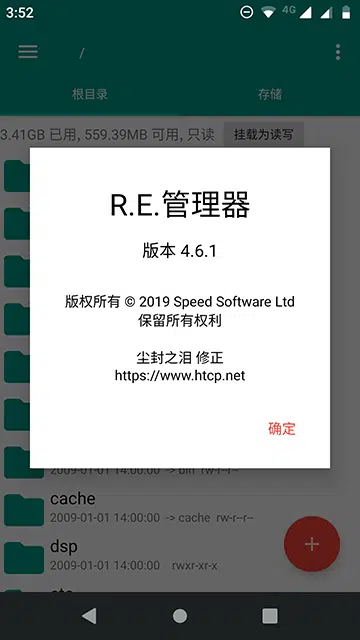 3:52
4G
/
根目录
存储
3.41GB 已用, 559.39MB 可用, 只读
挂载为读写
R.E.管理器
版本 4.6.1
版权所有 © 2019 Speed Software Ltd
保留所有权利
尘封之泪 修正
https://www.htcp.net
确定
2009-01-01 14:00:00 -> bin rw-r--r--
cache
2009-01-01 14:00:00 -> cache rw-r--r--
dsp
2009-01-01 14:00:00 rwxr-xr-x